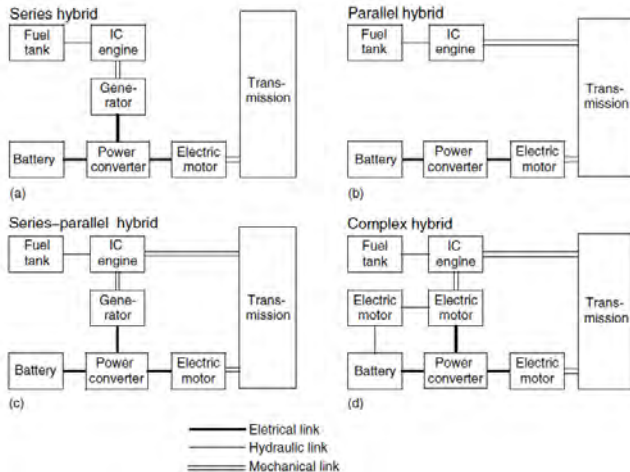 Series hybrid
Fuel
tank
IC
engine
Gene-
rator
Trans-
mission
Battery
Power
converter
Electric
motor
(a)
Parallel hybrid
Fuel
tank
IC
engine
Trans-
mission
Battery
Power
converter
Electric
motor
(b)
Series–parallel hybrid
Fuel
tank
IC
engine
Gene-
rator
Trans-
mission
Battery
Power
converter
Electric
motor
(c)
Complex hybrid
Fuel
tank
IC
engine
Electric
motor
Electric
motor
Trans-
mission
Battery
Power
converter
Electric
motor
(d)
Eletrical link
Hydraulic link
Mechanical link